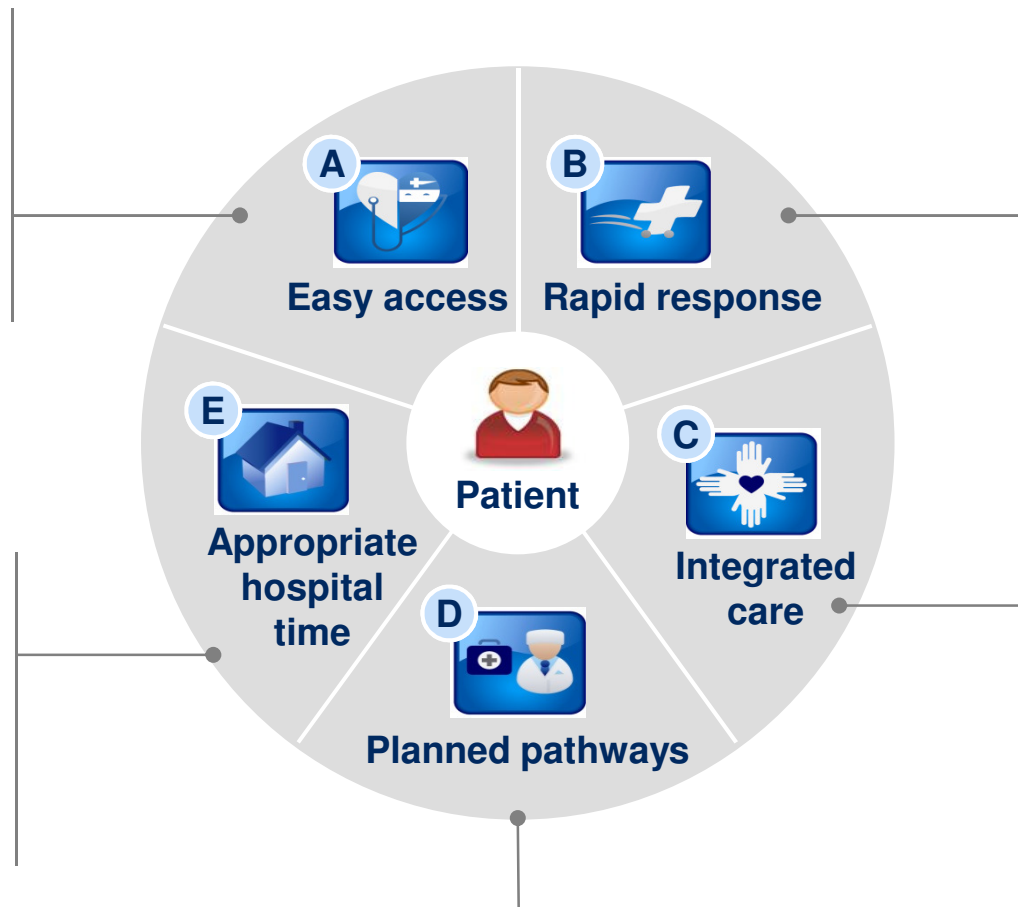 A
Easy access
B
Rapid response
C
Integrated
care
D
Planned pathways
E
Appropriate
hospital
time
Patient